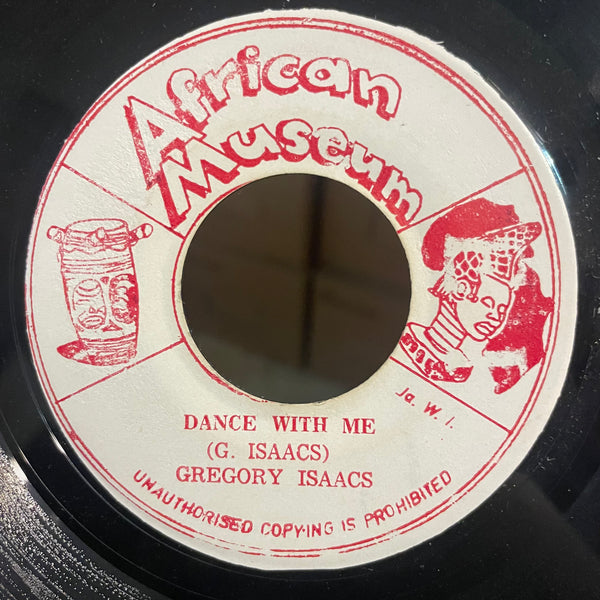 African
Museum
Ja. W. I.
DANCE WITH ME
(G. ISAACS)
GREGORY ISAACS
UNAUTHORISED COPYING IS PROHIBITED